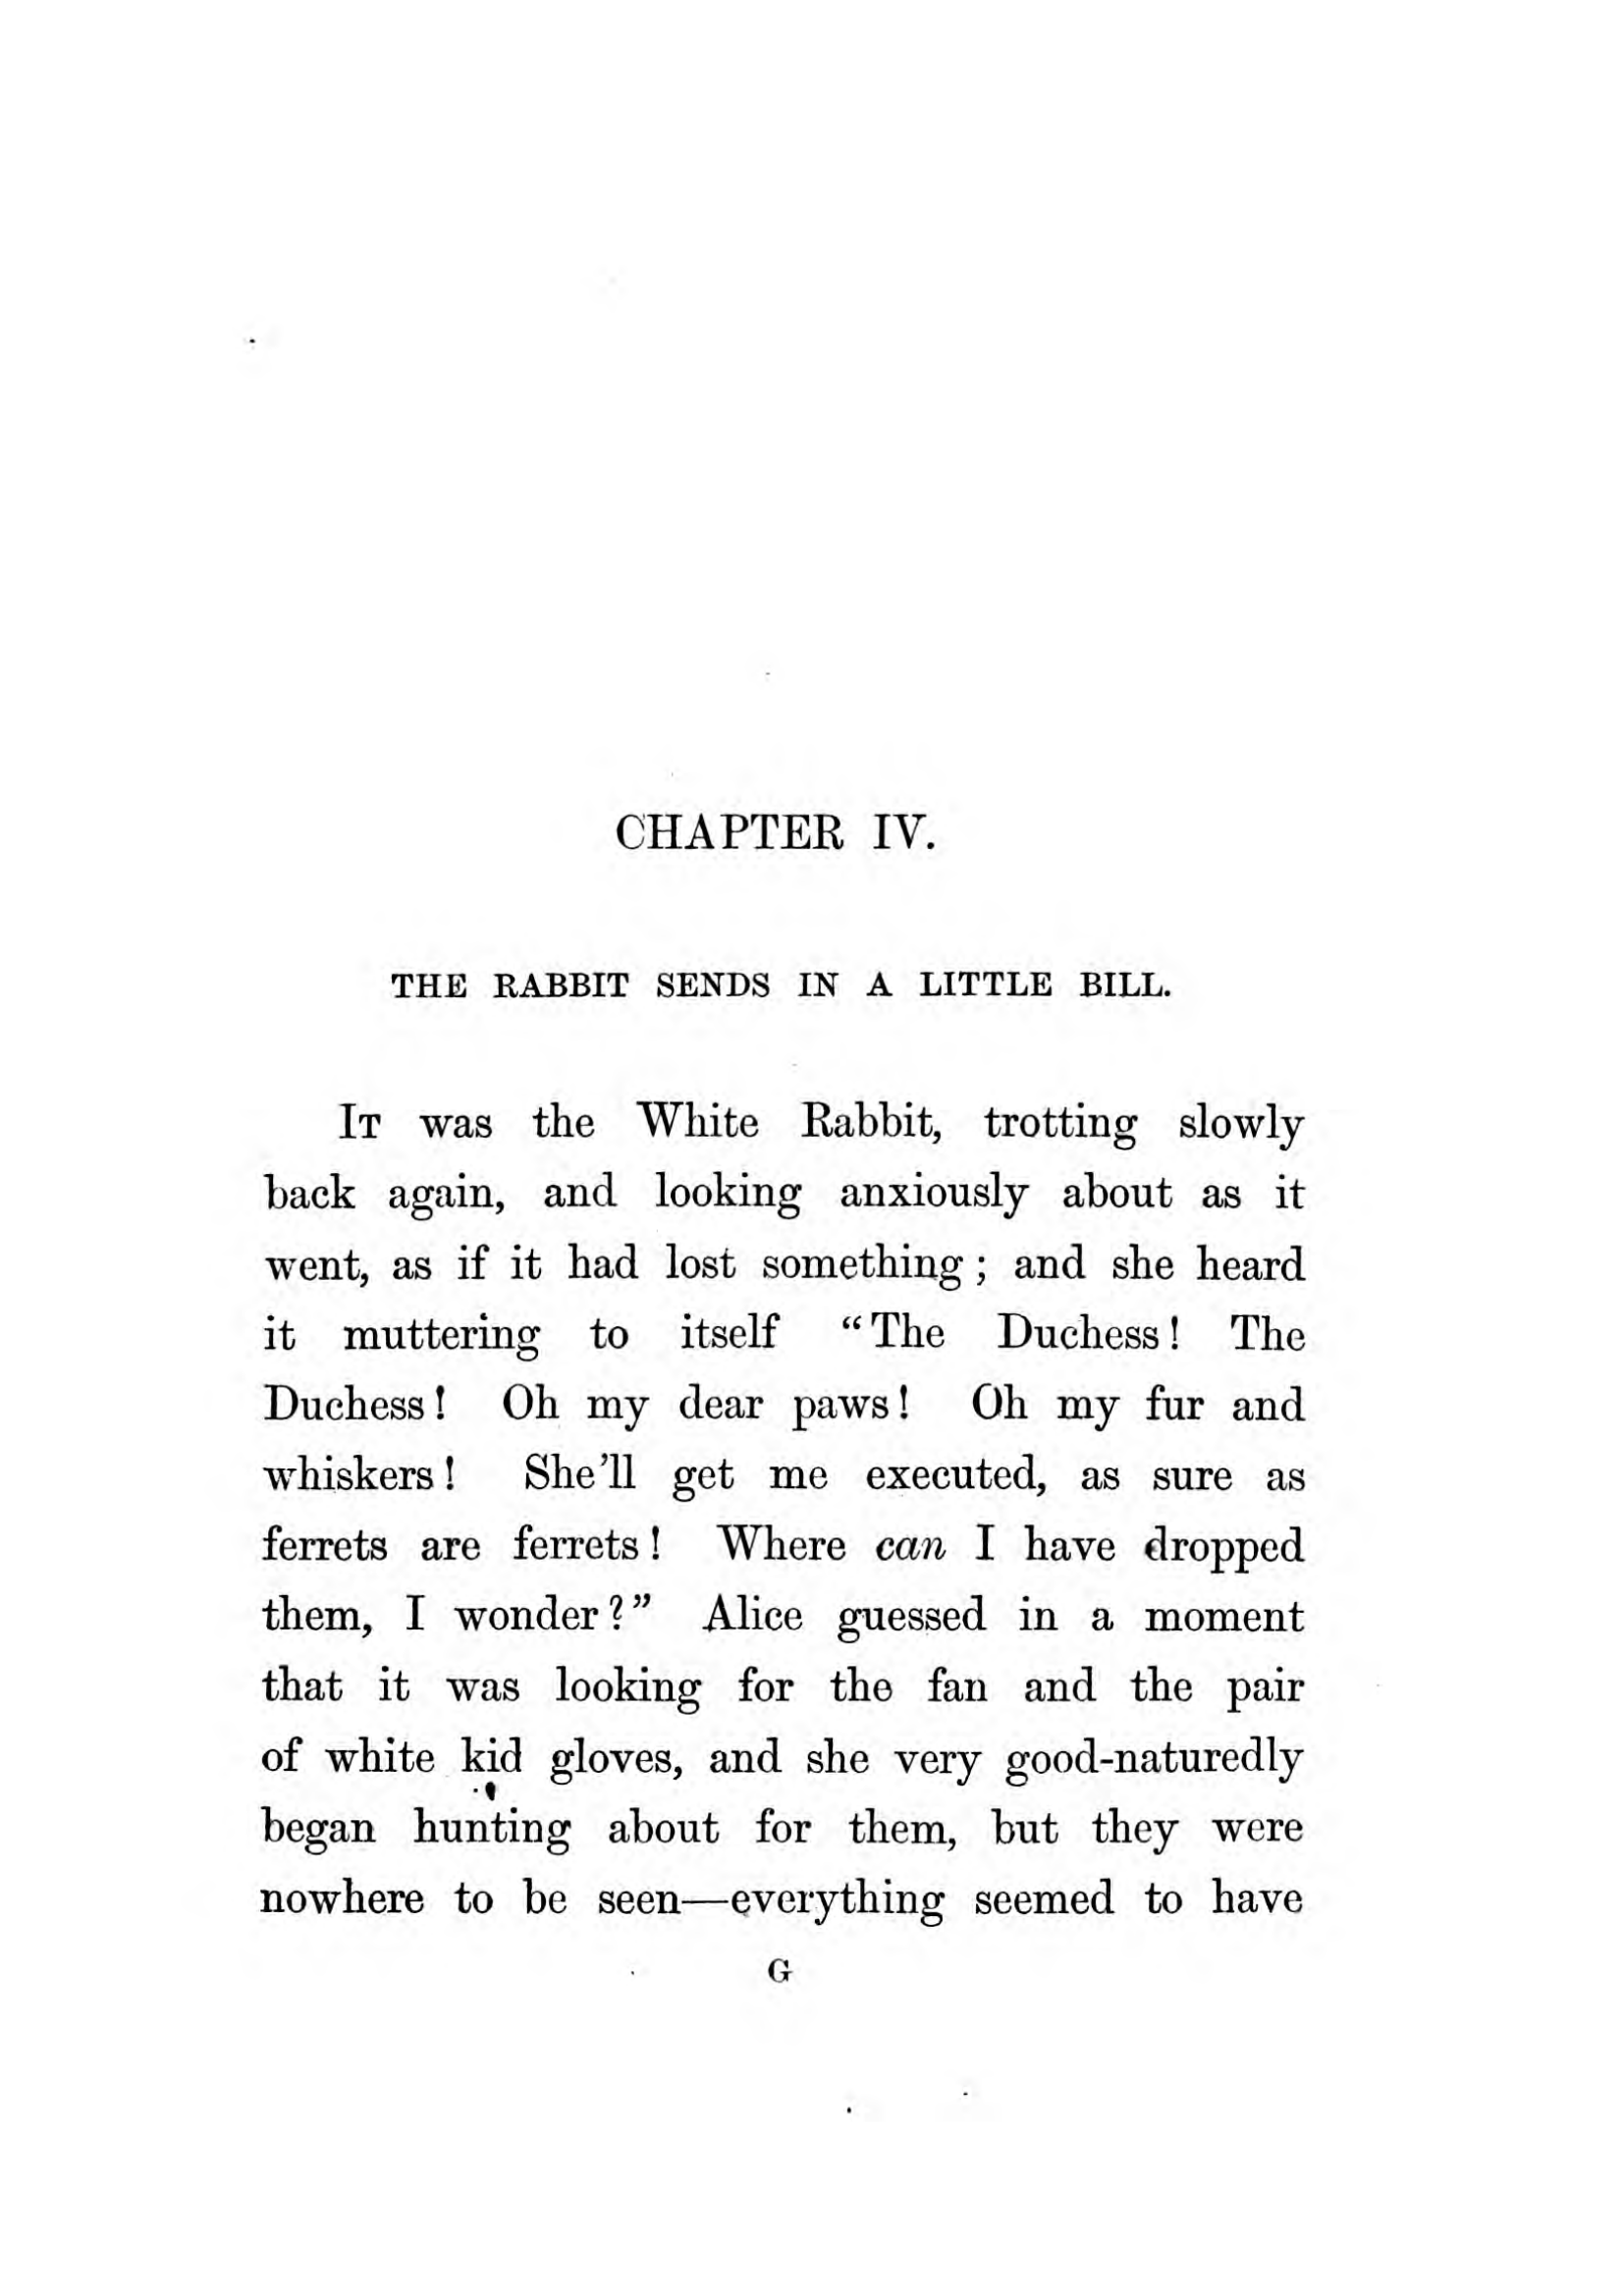 CHAPTER IV.
THE RABBIT SENDS IN A LITTLE BILL.
IT was the White Rabbit, trotting slowly
back again, and looking anxiously about as it
went, as if it had lost something; and she heard
it muttering to itself “The Duchess! The
Duchess! Oh my dear paws! Oh my fur and
whiskers! She’ll get me executed, as sure as
ferrets are ferrets! Where can I have dropped
them, I wonder?” Alice guessed in a moment
that it was looking for the fan and the pair
of white kid gloves, and she very good-naturedly
began hunting about for them, but they were
nowhere to be seen—everything seemed to have
G